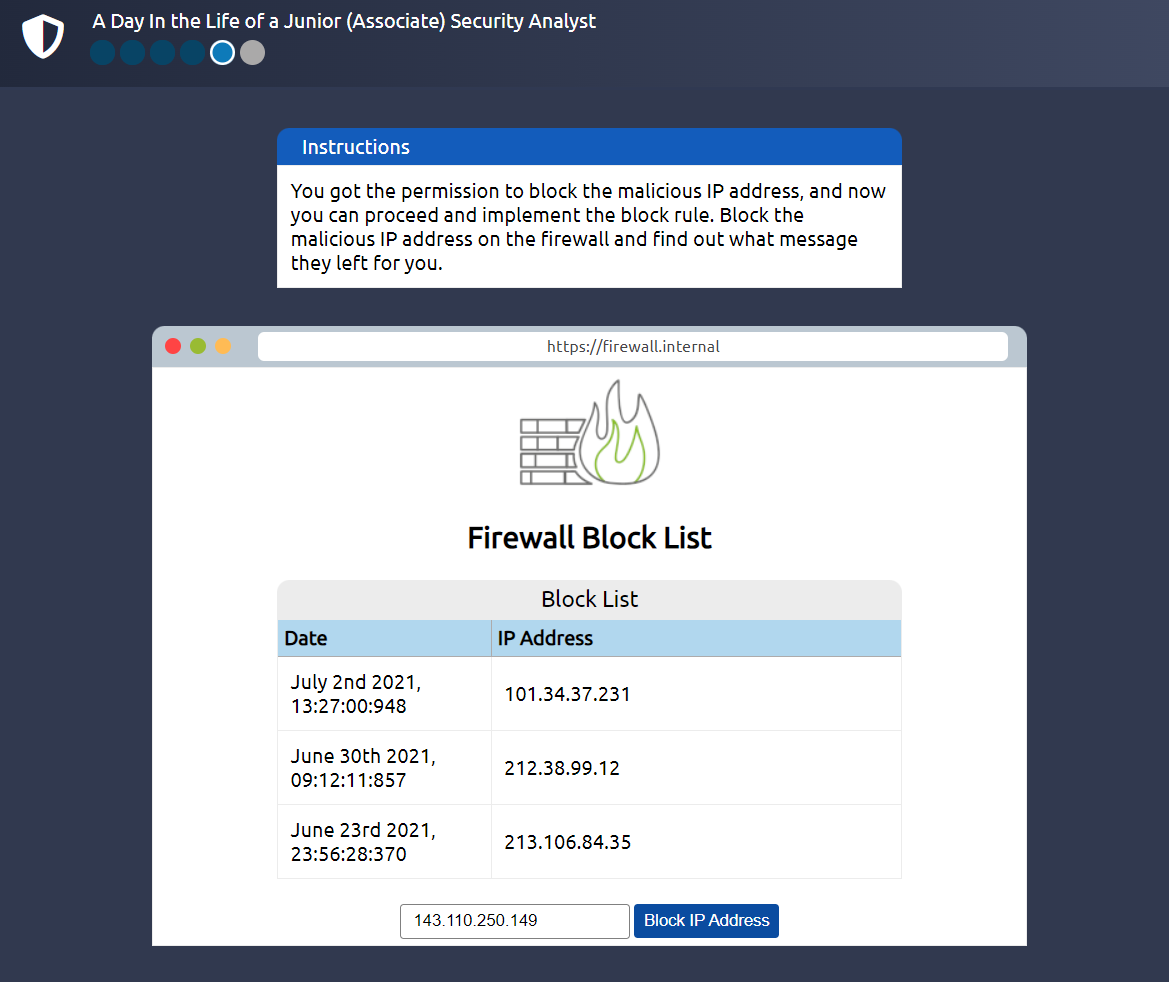 A Day In the Life of a Junior (Associate) Security Analyst
Instructions
You got the permission to block the malicious IP address, and now
you can proceed and implement the block rule. Block the
malicious IP address on the firewall and find out what message
they left for you.
https://firewall.internal
Firewall Block List
Block List
Date IP Address
July 2nd 2021,
13:27:00:948
101.34.37.231
June 30th 2021,
09:12:11:857
212.38.99.12
June 23rd 2021,
23:56:28:370
213.106.84.35
143.110.250.149 Block IP Address